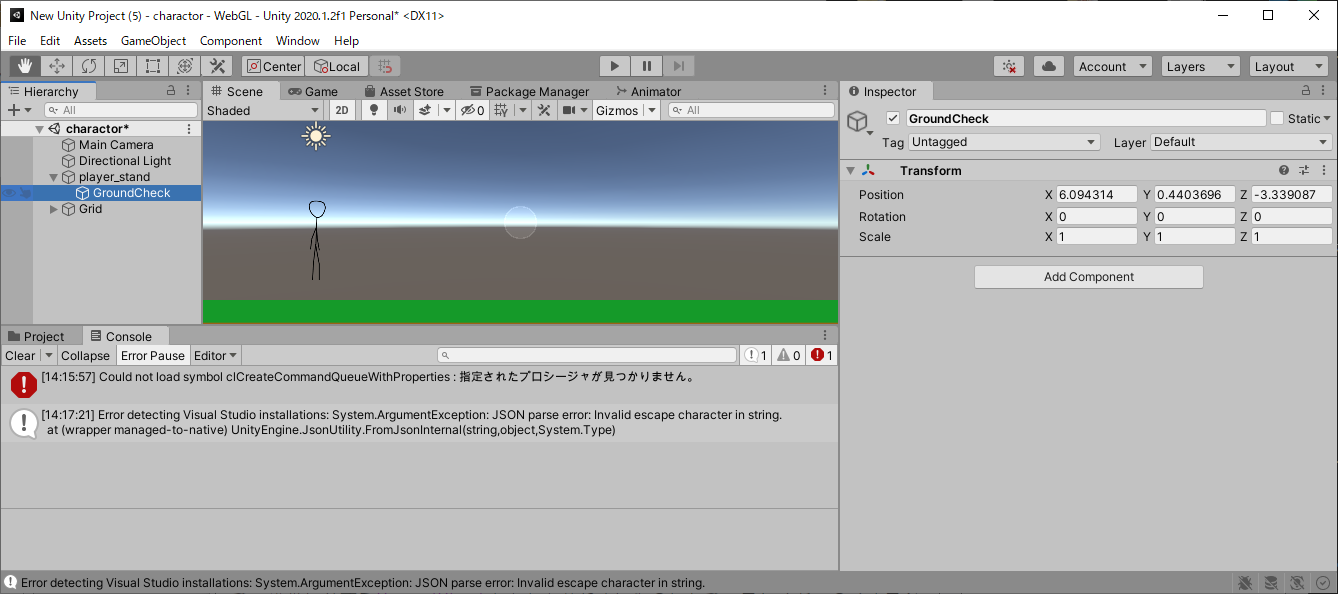 New Unity Project (5) - charactor - WebGL - Unity 2020.1.2f1 Personal* <DX11>
File Edit Assets GameObject Component Window Help
Center Local Account Layers Layout
Hierarchy
All
charactor*
Main Camera
Directional Light
player_stand
GroundCheck
Grid
Scene Game Asset Store Package Manager Animator
Shaded 2D 0 Gizmos All
Inspector
GroundCheck Static
Tag Untagged Layer Default
Transform
Position X 6.094314 Y 0.4403696 Z -3.339087
Rotation X 0 Y 0 Z 0
Scale X 1 Y 1 Z 1
Add Component
Project Console
Clear Collapse Error Pause Editor 1 0 1
[14:15:57] Could not load symbol clCreateCommandQueueWithProperties : 指定されたプロシージャが見つかりません。
[14:17:21] Error detecting Visual Studio installations: System.ArgumentException: JSON parse error: Invalid escape character in string.
at (wrapper managed-to-native) UnityEngine.JsonUtility.FromJsonInternal(string,object,System.Type)
Error detecting Visual Studio installations: System.ArgumentException: JSON parse error: Invalid escape character in string.